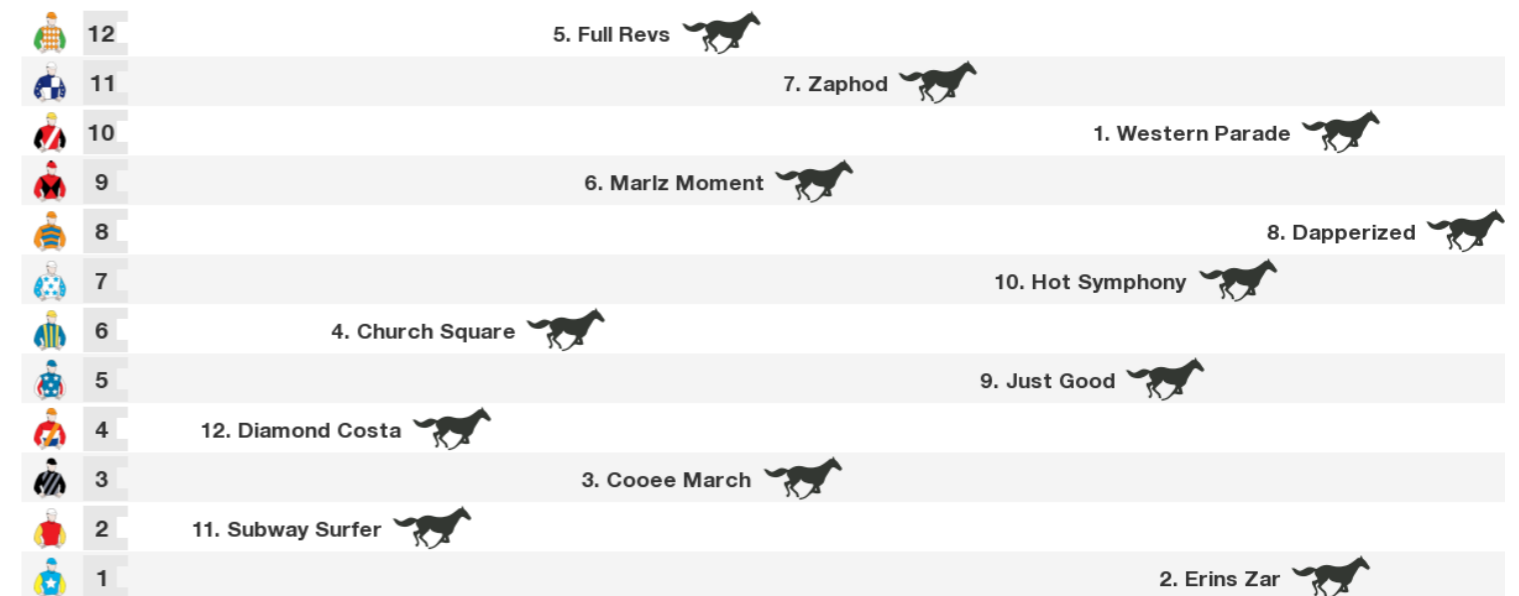 12 5. Full Revs
11 7. Zaphod
10 1. Western Parade
9 6. Marlz Moment
8 8. Dapperized
7 10. Hot Symphony
6 4. Church Square
5 9. Just Good
4 12. Diamond Costa
3 3. Cooee March
2 11. Subway Surfer
1 2. Erins Zar